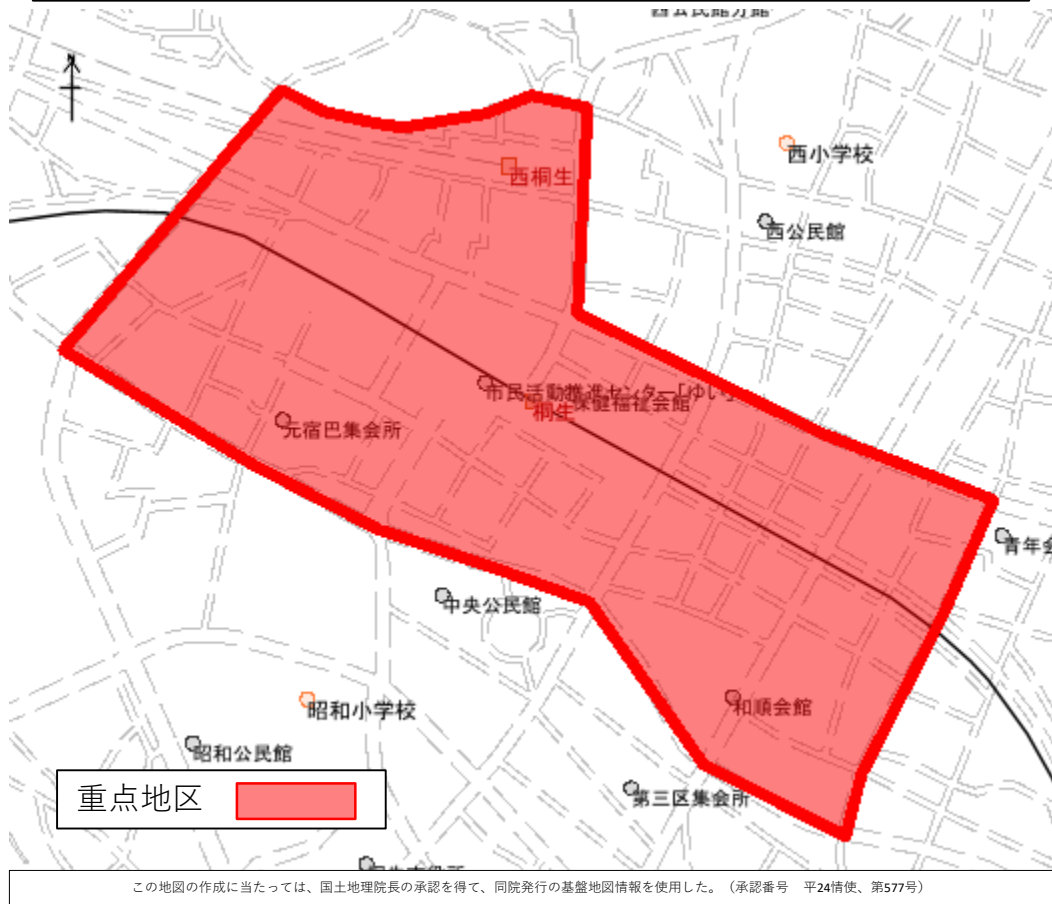 西小学校
西桐生
西公民館
市民活動推進センター「ゆい」
保健福祉会館
桐生
元宿巴集会所
青年会
中央公民館
和順会館
昭和小学校
昭和公民館
重点地区
第三区集会所
この地図の作成に当たっては、国土地理院長の承認を得て、同院発行の基盤地図情報を使用した。(承認番号 平24情使、第577号)